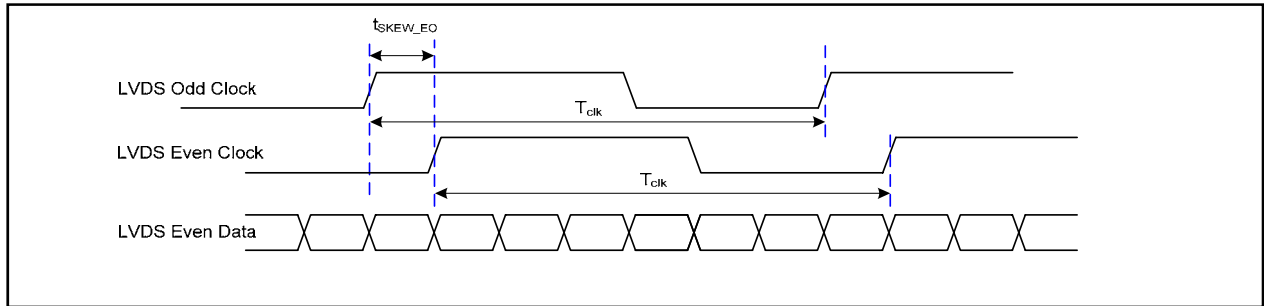 tSKEW_EO
LVDS Odd Clock
Tclk
LVDS Even Clock
Tclk
LVDS Even Data